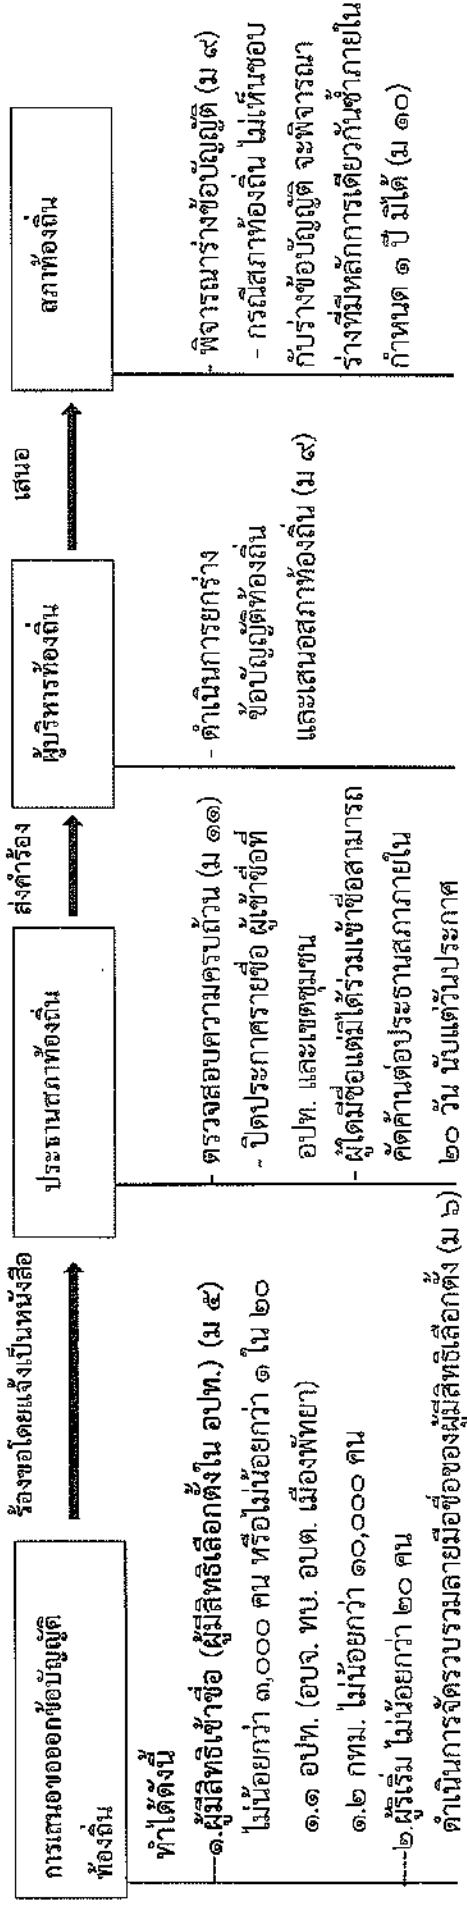 การเสนอขอออกข้อบัญญัติ
ท้องถิ่น
ร้องขอโดยแจ้งเป็นหนังสือ
ประธานสภาท้องถิ่น
ส่งคำร้อง
ผู้บริหารท้องถิ่น
เสนอ
สภาท้องถิ่น
ทำได้ดังนี้
๑.ผู้มีสิทธิเข้าชื่อ (ผู้มีสิทธิเลือกตั้งใน อปท.) (ม ๕)
ไม่น้อยกว่า ๓,๐๐๐ คน หรือไม่น้อยกว่า ๑ ใน ๒๐
๑.๑ อปท. (อบจ. ทบ. อบต. เมืองพัทยา)
๑.๒ กทม. ไม่น้อยกว่า ๑๐,๐๐๐ คน
๒.ผู้ริเริ่ม ไม่น้อยกว่า ๒๐ คน
ดำเนินการจัดรวบรวมลายมือชื่อของผู้มีสิทธิเลือกตั้ง (ม ๖)
- ตรวจสอบความครบถ้วน (ม ๑๑)
- ปิดประกาศรายชื่อ ผู้เข้าชื่อที่
อปท. และเขตชุมชน
- ผู้ใดมีชื่อแต่มิได้ร่วมเข้าชื่อสามารถ
คัดค้านต่อประธานสภาภายใน
๒๐ วัน นับแต่วันประกาศ
- ดำเนินการยกร่าง
ข้อบัญญัติท้องถิ่น
และเสนอสภาท้องถิ่น (ม ๙)
- พิจารณาร่างข้อบัญญัติ (ม ๙)
- กรณีสภาท้องถิ่น ไม่เห็นชอบ
กับร่างข้อบัญญัติ จะพิจารณา
ร่างที่มีหลักการเดียวกันซ้ำภายใน
กำหนด ๑ ปี มิได้ (ม ๑๐)